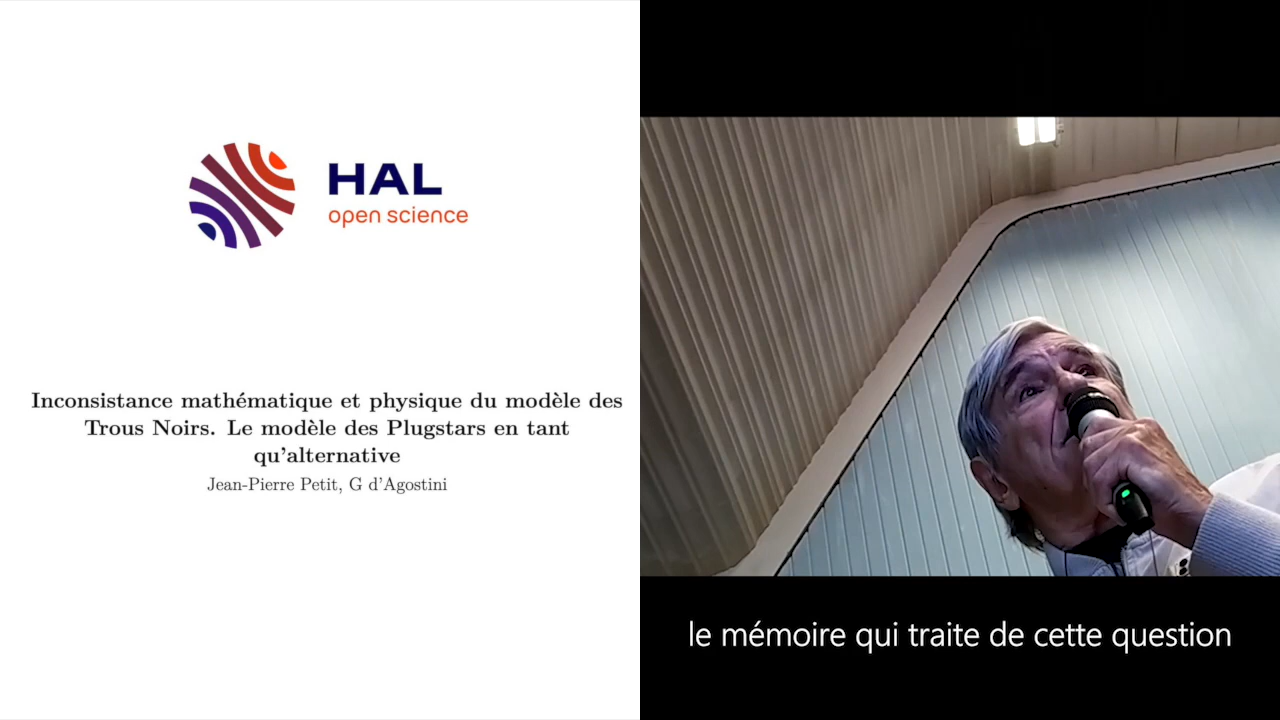 HAL
open science
Inconsistance mathématique et physique du modèle des
Trous Noirs. Le modèle des Plugstars en tant
qu'alternative
Jean-Pierre Petit, G d'Agostini
le mémoire qui traite de cette question